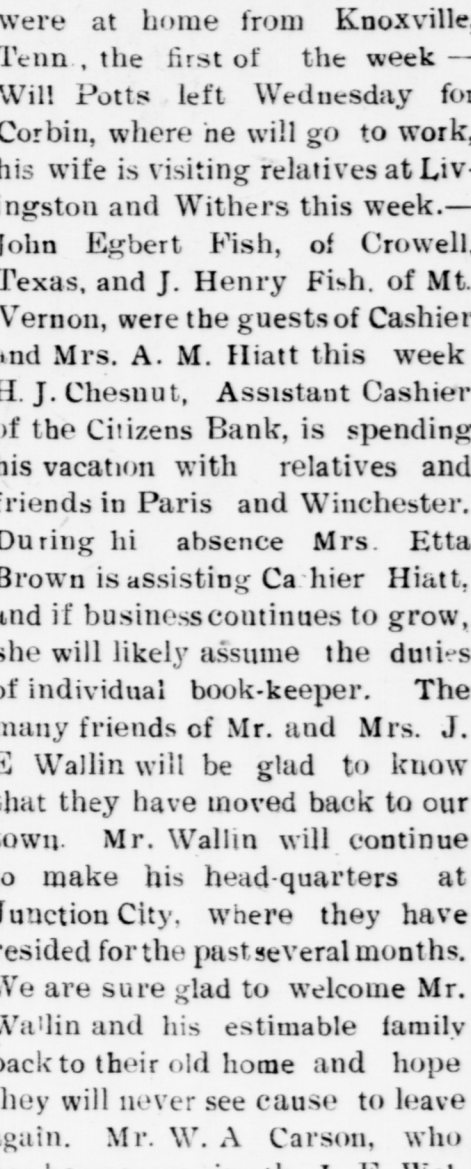 were at home from Knoxville,
Tenn., the first of the week —
Will Potts left Wednesday for
Corbin, where he will go to work,
his wife is visiting relatives at Liv-
ingston and Withers this week.—
John Egbert Fish, of Crowell,
Texas, and J. Henry Fish. of Mt.
Vernon, were the guests of Cashier
and Mrs. A. M. Hiatt this week
H. J. Chesnut, Assistant Cashier
of the Citizens Bank, is spending
his vacation with relatives and
friends in Paris and Winchester.
During hi absence Mrs. Etta
Brown is assisting Ca hier Hiatt,
and if business continues to grow,
she will likely assume the duties
of individual book-keeper. The
many friends of Mr. and Mrs. J.
E Wallin will be glad to know
that they have moved back to our
town. Mr. Wallin will continue
to make his head-quarters at
Junction City, where they have
resided for the past several months.
We are sure glad to welcome Mr.
Wallin and his estimable family
back to their old home and hope
they will never see cause to leave
again. Mr. W. A Carson, who